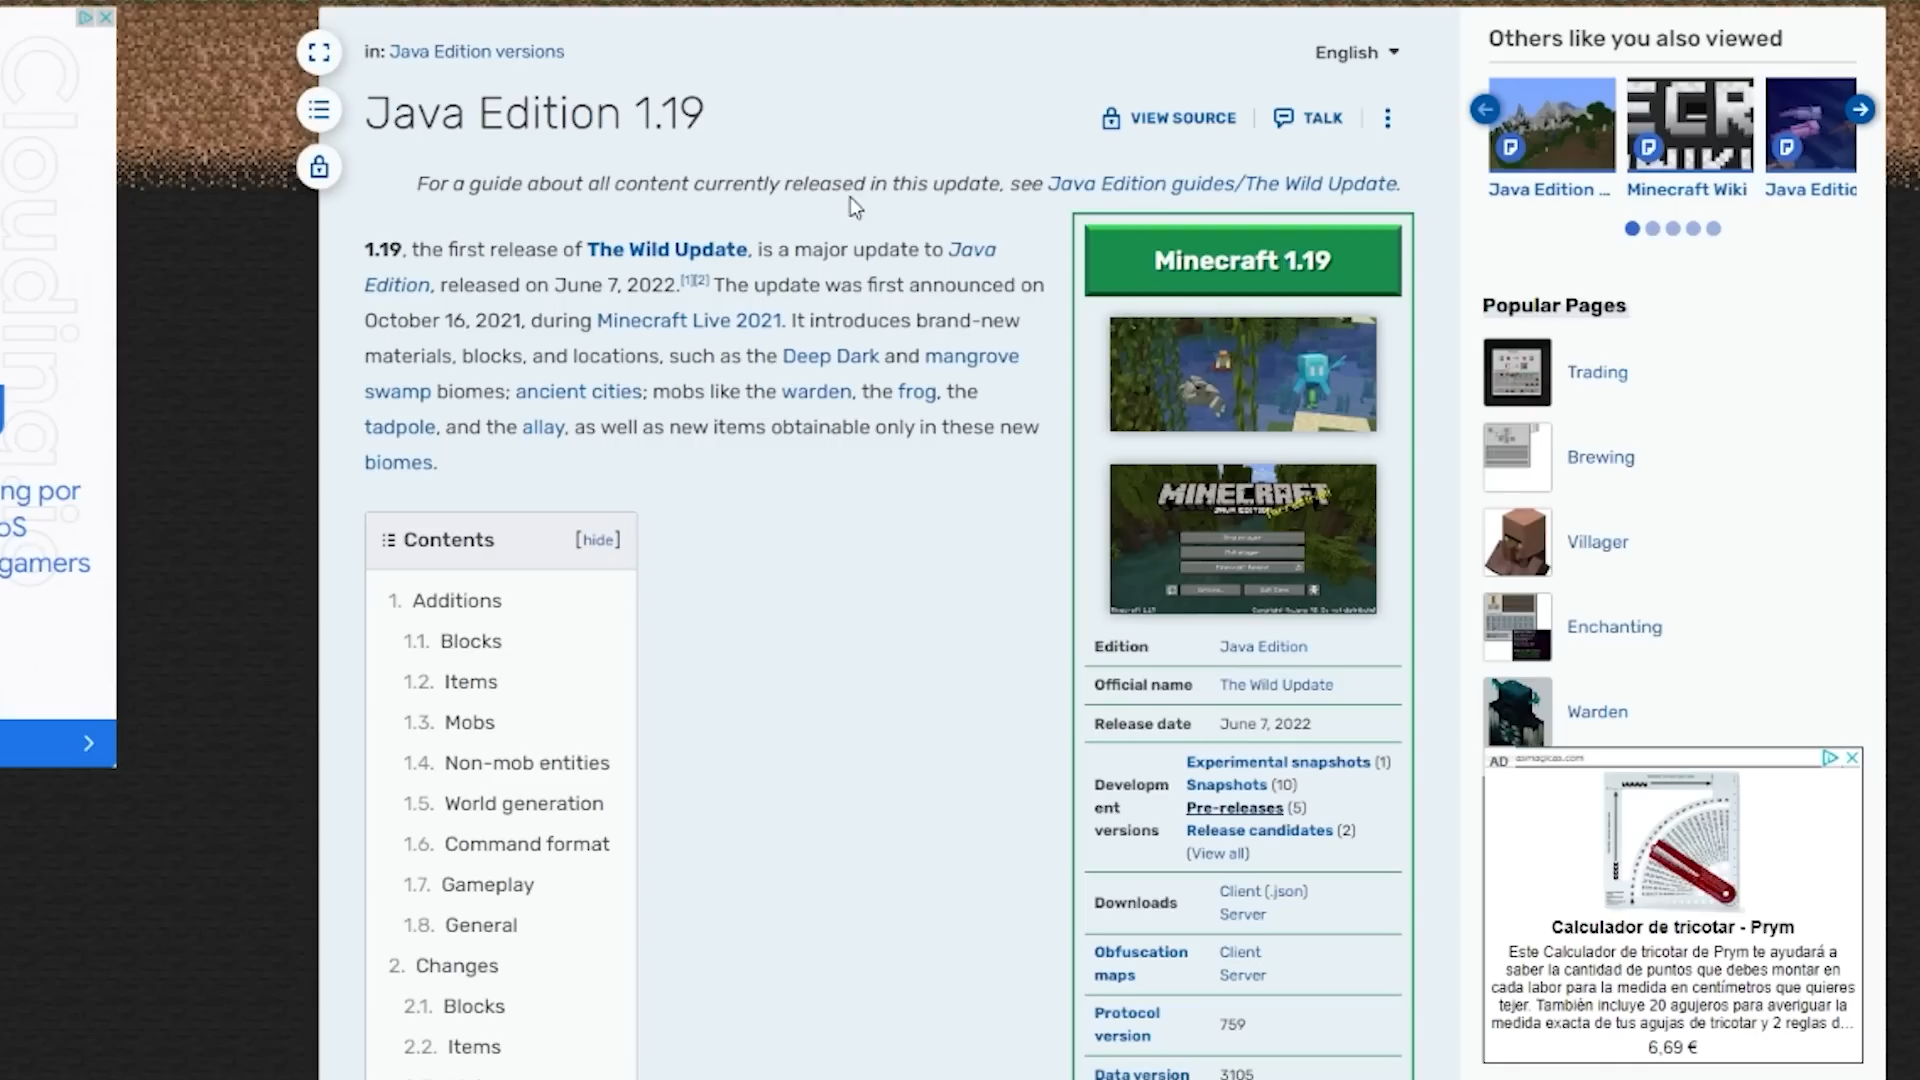 Clouding.io
ng por
oS
gamers
in: Java Edition versions
English
Java Edition 1.19
VIEW SOURCE
TALK
For a guide about all content currently released in this update, see Java Edition guides/The Wild Update.
1.19, the first release of The Wild Update, is a major update to Java
Edition, released on June 7, 2022.[1][2] The update was first announced on
October 16, 2021, during Minecraft Live 2021. It introduces brand-new
materials, blocks, and locations, such as the Deep Dark and mangrove
swamp biomes; ancient cities; mobs like the warden, the frog, the
tadpole, and the allay, as well as new items obtainable only in these new
biomes.
Contents [hide]
1. Additions
1.1. Blocks
1.2. Items
1.3. Mobs
1.4. Non-mob entities
1.5. World generation
1.6. Command format
1.7. Gameplay
1.8. General
2. Changes
2.1. Blocks
2.2. Items
Minecraft 1.19
MINECRAFT
JAVA EDITION
Edition Java Edition
Official name The Wild Update
Release date June 7, 2022
Developm
ent
versions
Experimental snapshots (1)
Snapshots (10)
Pre-releases (5)
Release candidates (2)
(View all)
Downloads
Client (.json)
Server
Obfuscation
maps
Client
Server
Protocol
version
759
Data version 3105
Others like you also viewed
ECR
WIKI
Java Edition ...
Minecraft Wiki
Java Editic
Popular Pages
Trading
Brewing
Villager
Enchanting
Warden
AD asmagicas.com
Calculador de tricotar - Prym
Este Calculador de tricotar de Prym te ayudará a
saber la cantidad de puntos que debes montar en
cada labor para la medida en centímetros que quieres
tejer. También incluye 20 agujeros para averiguar la
medida exacta de tus agujas de tricotar y 2 reglas d...
6,69 €